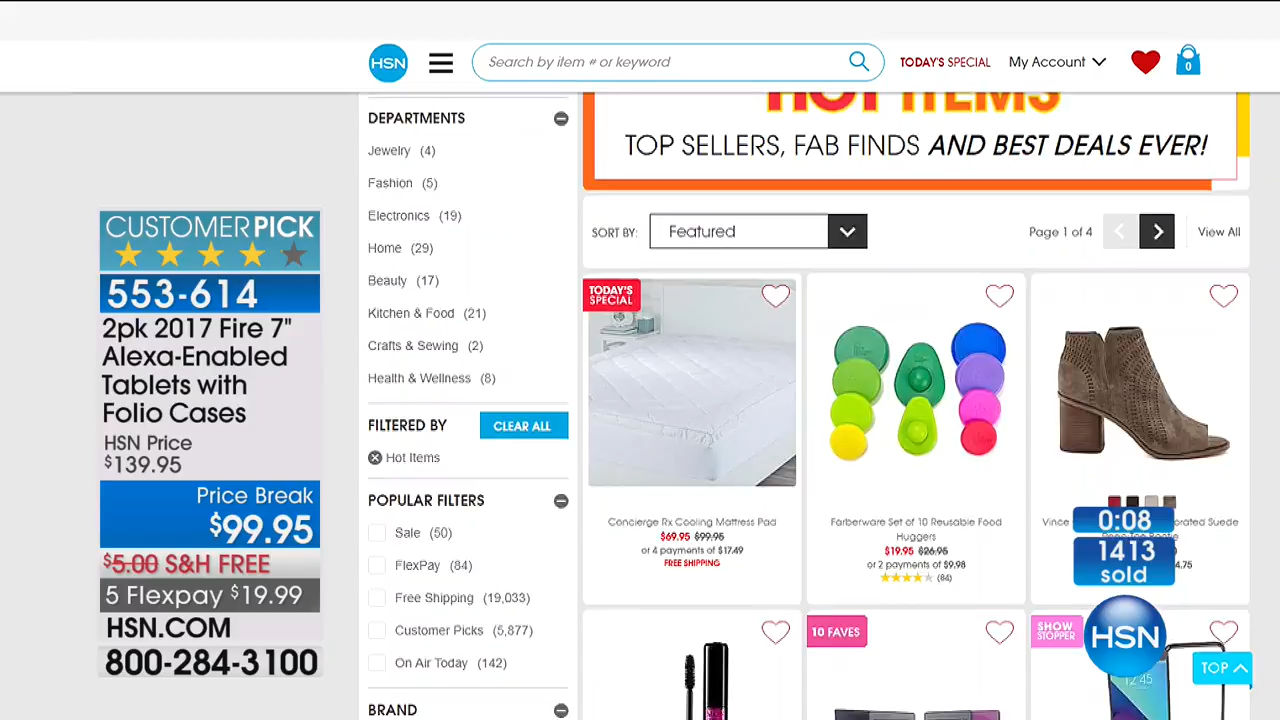 HSN
Search by item # or keyword
TODAY'S SPECIAL
My Account
0
HOT ITEMS
TOP SELLERS, FAB FINDS AND BEST DEALS EVER!
DEPARTMENTS
Jewelry (4)
Fashion (5)
Electronics (19)
Home (29)
Beauty (17)
Kitchen & Food (21)
Crafts & Sewing (2)
Health & Wellness (8)
FILTERED BY
CLEAR ALL
Hot Items
POPULAR FILTERS
Sale (50)
FlexPay (84)
Free Shipping (19,033)
Customer Picks (5,877)
On Air Today (142)
BRAND
SORT BY:
Featured
Page 1 of 4
View All
TODAY'S
SPECIAL
Concierge Rx Cooling Mattress Pad
$69.95 $99.95
or 4 payments of $17.49
FREE SHIPPING
Farberware Set of 10 Reusable Food
Huggers
$19.95 $26.95
or 2 payments of $9.98
(84)
Vince
orated Suede
4.75
10 FAVES
SHOW
STOPPER
12:45
TOP
CUSTOMER PICK
553-614
2pk 2017 Fire 7"
Alexa-Enabled
Tablets with
Folio Cases
HSN Price
$139.95
Price Break
$99.95
$5.00 S&H FREE
5 Flexpay $19.99
HSN.COM
800-284-3100
0:08
1413
sold
HSN